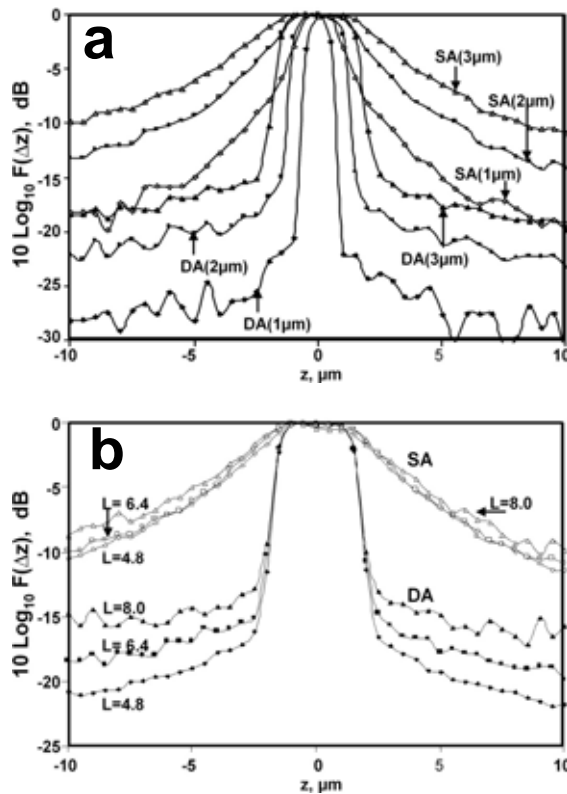 a
10 Log10 F(Δz), dB
0
-5
-10
-15
-20
-25
-30
SA(3µm)
SA(2µm)
SA(1µm)
DA(2µm)
DA(3µm)
DA(1µm)
-10 -5 0 5 10
z, µm
b
10 Log10 F(Δz), dB
0
-5
-10
-15
-20
-25
SA
L= 6.4
L=8.0
L=4.8
DA
L=8.0
L=6.4
L=4.8
-10 -5 0 5 10
z, µm